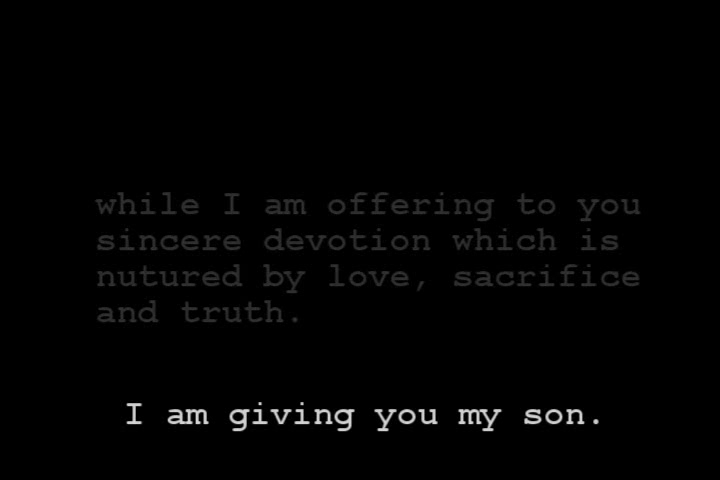 while I am offering to you
sincere devotion which is
nutured by love, sacrifice
and truth.
I am giving you my son.